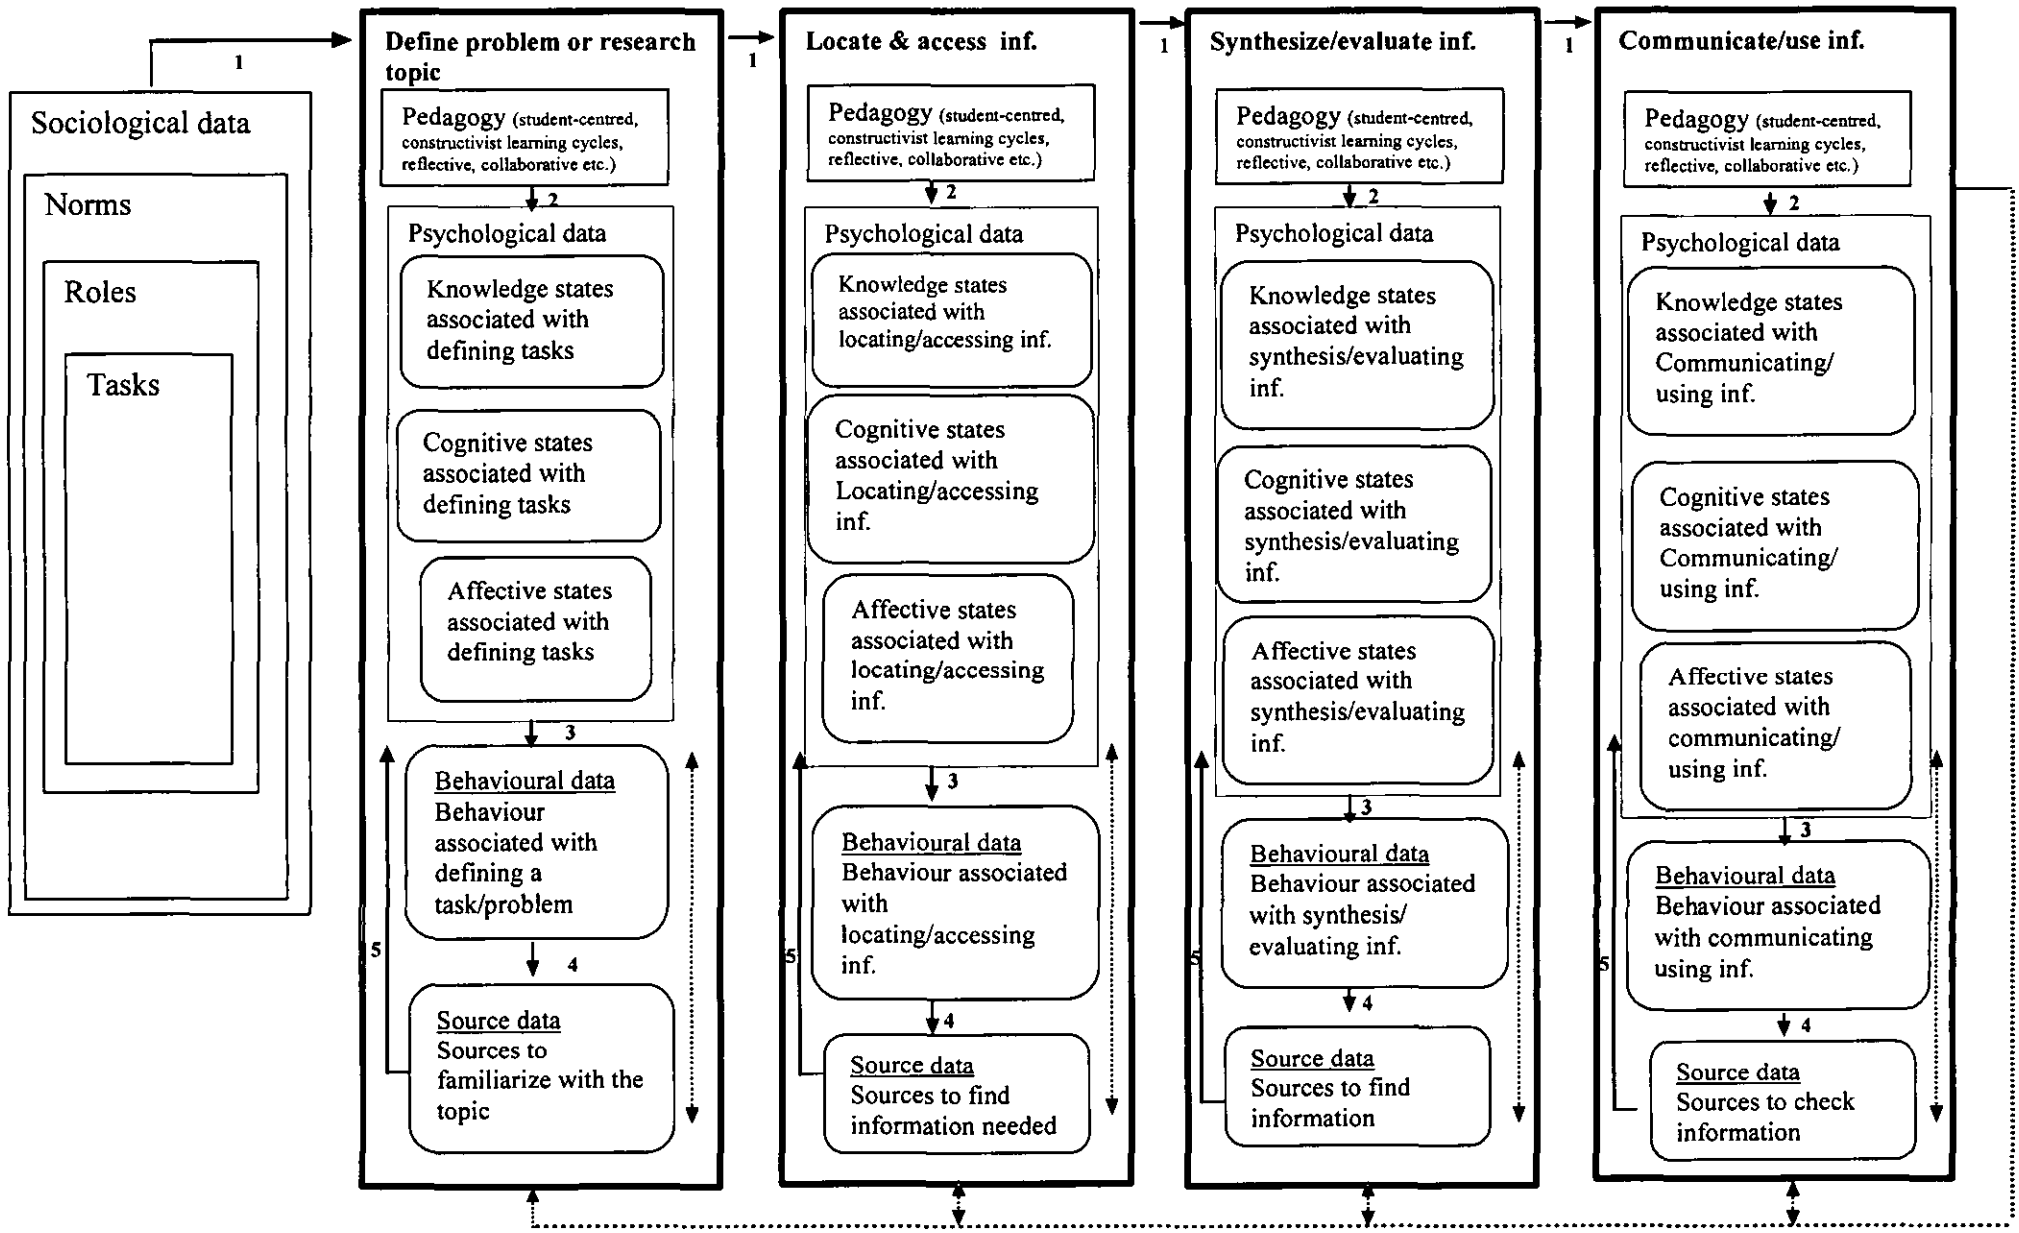 1
Sociological data
Norms
Roles
Tasks
Define problem or research
topic
Pedagogy (student-centred,
constructivist learning cycles,
reflective, collaborative etc.)
2
Psychological data
Knowledge states
associated with
defining tasks
Cognitive states
associated with
defining tasks
Affective states
associated with
defining tasks
3
Behavioural data
Behaviour
associated with
defining a
task/problem
5
4
Source data
Sources to
familiarize with the
topic
1
Locate & access inf.
Pedagogy (student-centred,
constructivist learning cycles,
reflective, collaborative etc.)
2
Psychological data
Knowledge states
associated with
locating/accessing inf.
Cognitive states
associated with
Locating/accessing
inf.
Affective states
associated with
locating/accessing
inf.
3
Behavioural data
Behaviour associated
with
locating/accessing
inf.
5
4
Source data
Sources to find
information needed
1
Synthesize/evaluate inf.
Pedagogy (student-centred,
constructivist learning cycles,
reflective, collaborative etc.)
2
Psychological data
Knowledge states
associated with
synthesis/evaluating
inf.
Cognitive states
associated with
synthesis/evaluating
inf.
Affective states
associated with
synthesis/evaluating
inf.
3
Behavioural data
Behaviour associated
with synthesis/
evaluating inf.
5
4
Source data
Sources to find
information
1
Communicate/use inf.
Pedagogy (student-centred,
constructivist learning cycles,
reflective, collaborative etc.)
2
Psychological data
Knowledge states
associated with
Communicating/
using inf.
Cognitive states
associated with
Communicating/
using inf.
Affective states
associated with
communicating/
using inf.
3
Behavioural data
Behaviour associated
with communicating
using inf.
5
4
Source data
Sources to check
information